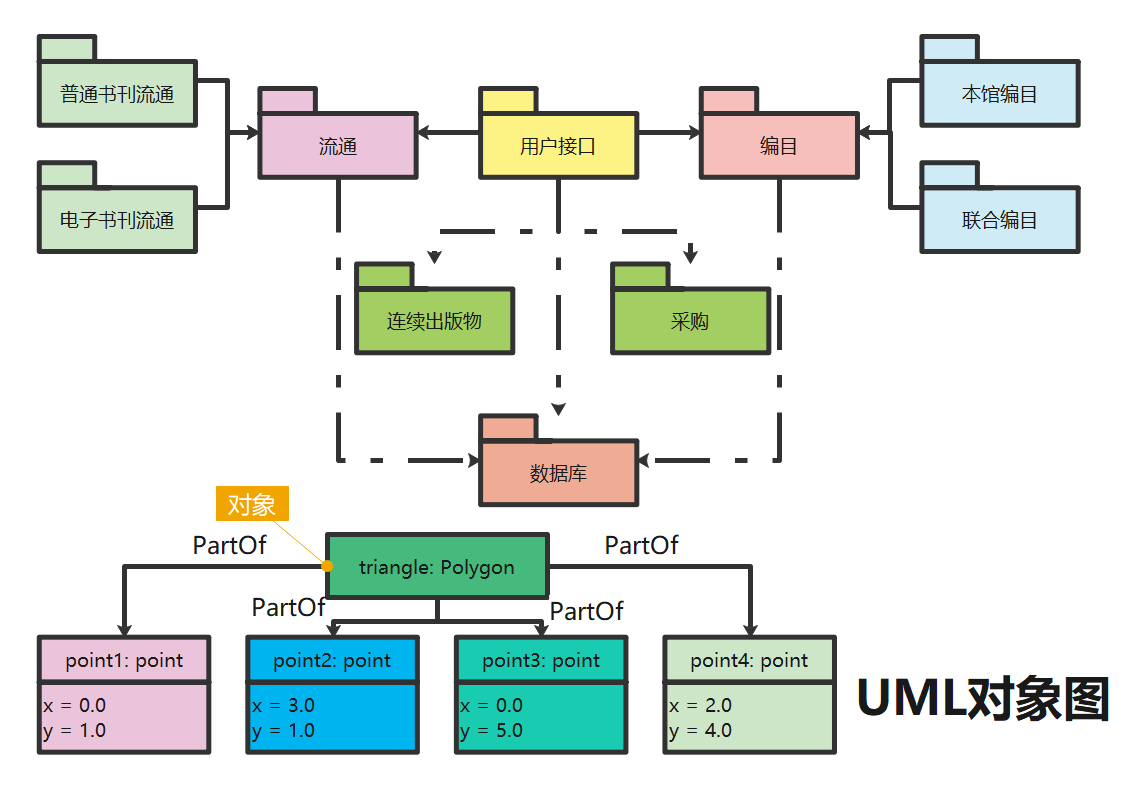 普通书刊流通
本馆编目
流通
用户接口
编目
电子书刊流通
联合编目
连续出版物
采购
数据库
对象
PartOf
PartOf
triangle: Polygon
PartOf
PartOf
point1: point
point2: point
point3: point
point4: point
x = 0.0
y = 1.0
x = 3.0
y = 1.0
x = 0.0
y = 5.0
x = 2.0
y = 4.0
UML对象图